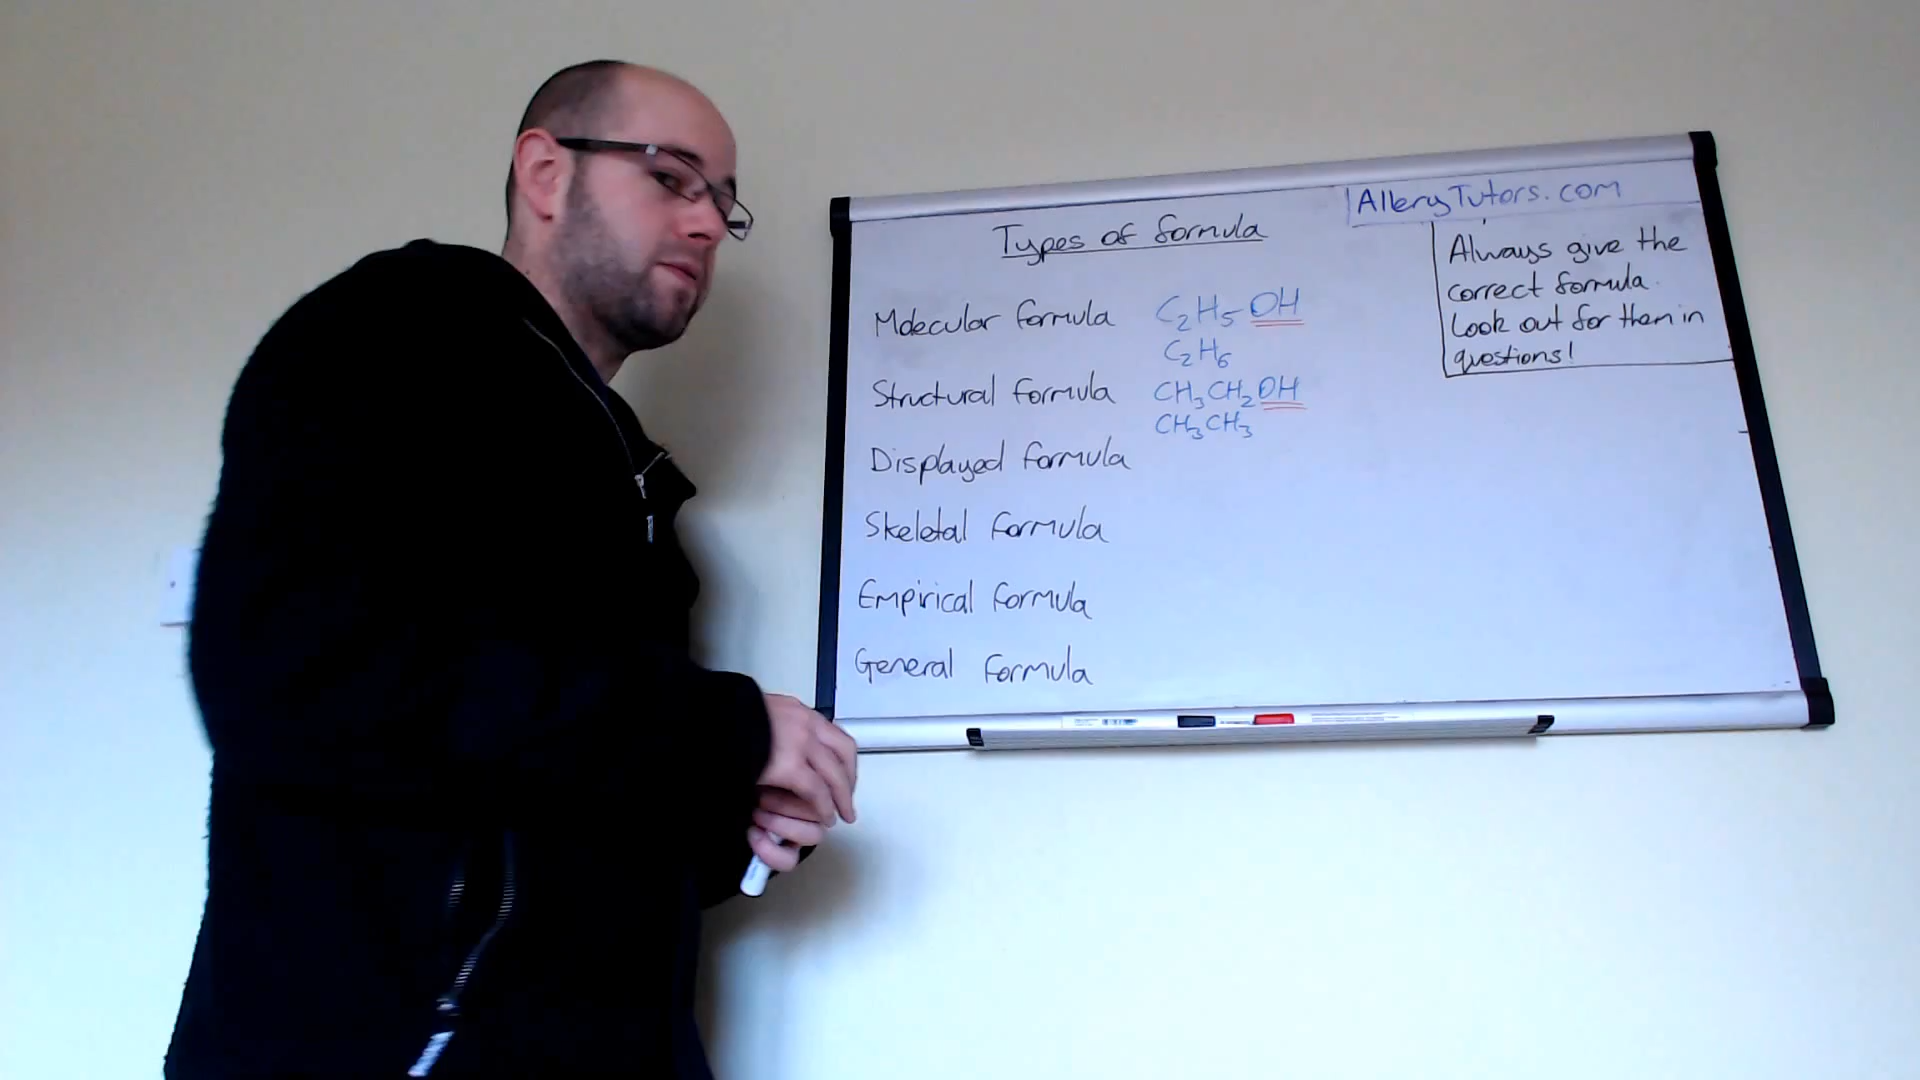 AlleryTutors.com
Types of formula
Always give the
correct formula.
Look out for them in
questions!
Molecular formula C₂H₅OH
C₂H₆
Structural formula CH₃CH₂OH
CH₃CH₃
Displayed formula
Skeletal formula
Empirical formula
General formula